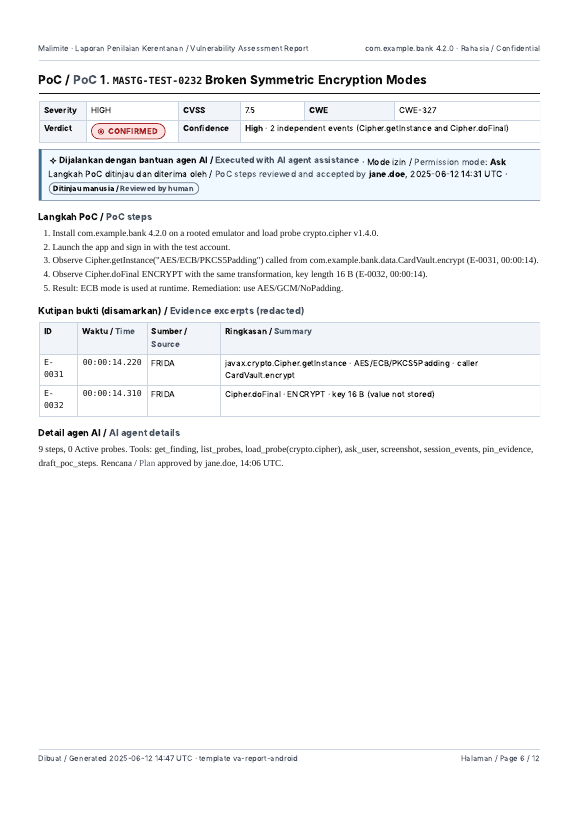 Malimite · Laporan Penilaian Kerentanan / Vulnerability Assessment Report
com.example.bank 4.2.0 · Rahasia / Confidential
PoC / PoC 1. MASTG-TEST-0232 Broken Symmetric Encryption Modes
Severity HIGH CVSS 7.5 CWE CWE-327
Verdict CONFIRMED Confidence High · 2 independent events (Cipher.getInstance and Cipher.doFinal)
Dijalankan dengan bantuan agen AI / Executed with AI agent assistance · Mode izin / Permission mode: Ask
Langkah PoC ditinjau dan diterima oleh / PoC steps reviewed and accepted by jane.doe, 2025-06-12 14:31 UTC ·
Ditinjau manusia / Reviewed by human
Langkah PoC / PoC steps
1. Install com.example.bank 4.2.0 on a rooted emulator and load probe crypto.cipher v1.4.0.
2. Launch the app and sign in with the test account.
3. Observe Cipher.getInstance("AES/ECB/PKCS5Padding") called from com.example.bank.data.CardVault.encrypt (E-0031, 00:00:14).
4. Observe Cipher.doFinal ENCRYPT with the same transformation, key length 16 B (E-0032, 00:00:14).
5. Result: ECB mode is used at runtime. Remediation: use AES/GCM/NoPadding.
Kutipan bukti (disamarkan) / Evidence excerpts (redacted)
ID Waktu / Time Sumber / Source Ringkasan / Summary
E-0031 00:00:14.220 FRIDA javax.crypto.Cipher.getInstance · AES/ECB/PKCS5Padding · caller CardVault.encrypt
E-0032 00:00:14.310 FRIDA Cipher.doFinal · ENCRYPT · key 16 B (value not stored)
Detail agen AI / AI agent details
9 steps, 0 Active probes. Tools: get_finding, list_probes, load_probe(crypto.cipher), ask_user, screenshot, session_events, pin_evidence,
draft_poc_steps. Rencana / Plan approved by jane.doe, 14:06 UTC.
Dibuat / Generated 2025-06-12 14:47 UTC · template va-report-android
Halaman / Page 6 / 12